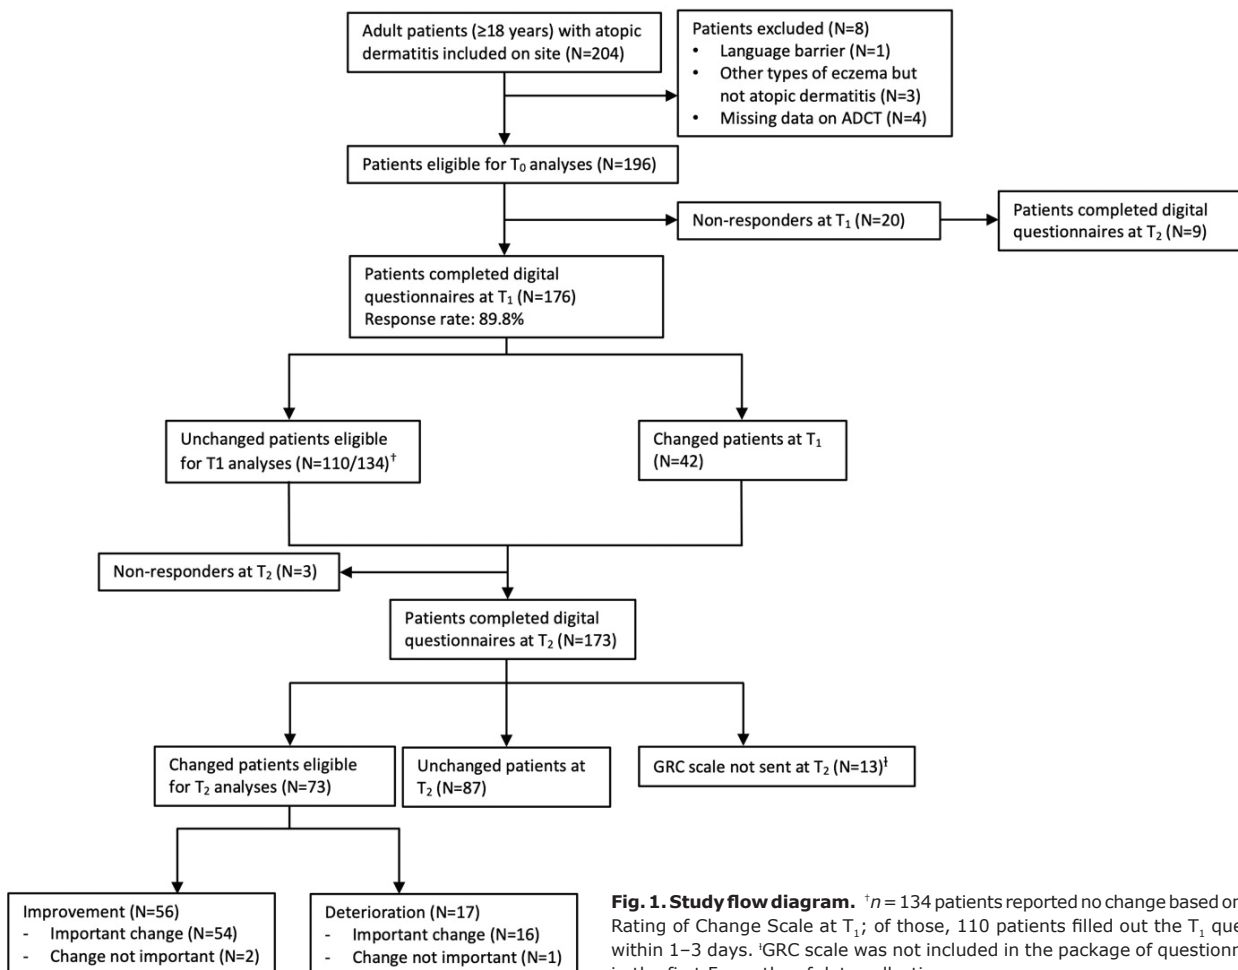 Adult patients (≥18 years) with atopic
dermatitis included on site (N=204)
Patients excluded (N=8)
• Language barrier (N=1)
• Other types of eczema but
not atopic dermatitis (N=3)
• Missing data on ADCT (N=4)
Patients eligible for T₀ analyses (N=196)
Non-responders at T₁ (N=20)
Patients completed digital
questionnaires at T₂ (N=9)
Patients completed digital
questionnaires at T₁ (N=176)
Response rate: 89.8%
Unchanged patients eligible
for T1 analyses (N=110/134)†
Changed patients at T₁
(N=42)
Non-responders at T₂ (N=3)
Patients completed digital
questionnaires at T₂ (N=173)
Changed patients eligible
for T₂ analyses (N=73)
Unchanged patients at
T₂ (N=87)
GRC scale not sent at T₂ (N=13)ƚ
Improvement (N=56)
- Important change (N=54)
- Change not important (N=2)
Deterioration (N=17)
- Important change (N=16)
- Change not important (N=1)
Fig. 1. Study flow diagram. †n = 134 patients reported no change based on
Rating of Change Scale at T₁; of those, 110 patients filled out the T₁ que
within 1–3 days. ƚGRC scale was not included in the package of questionn